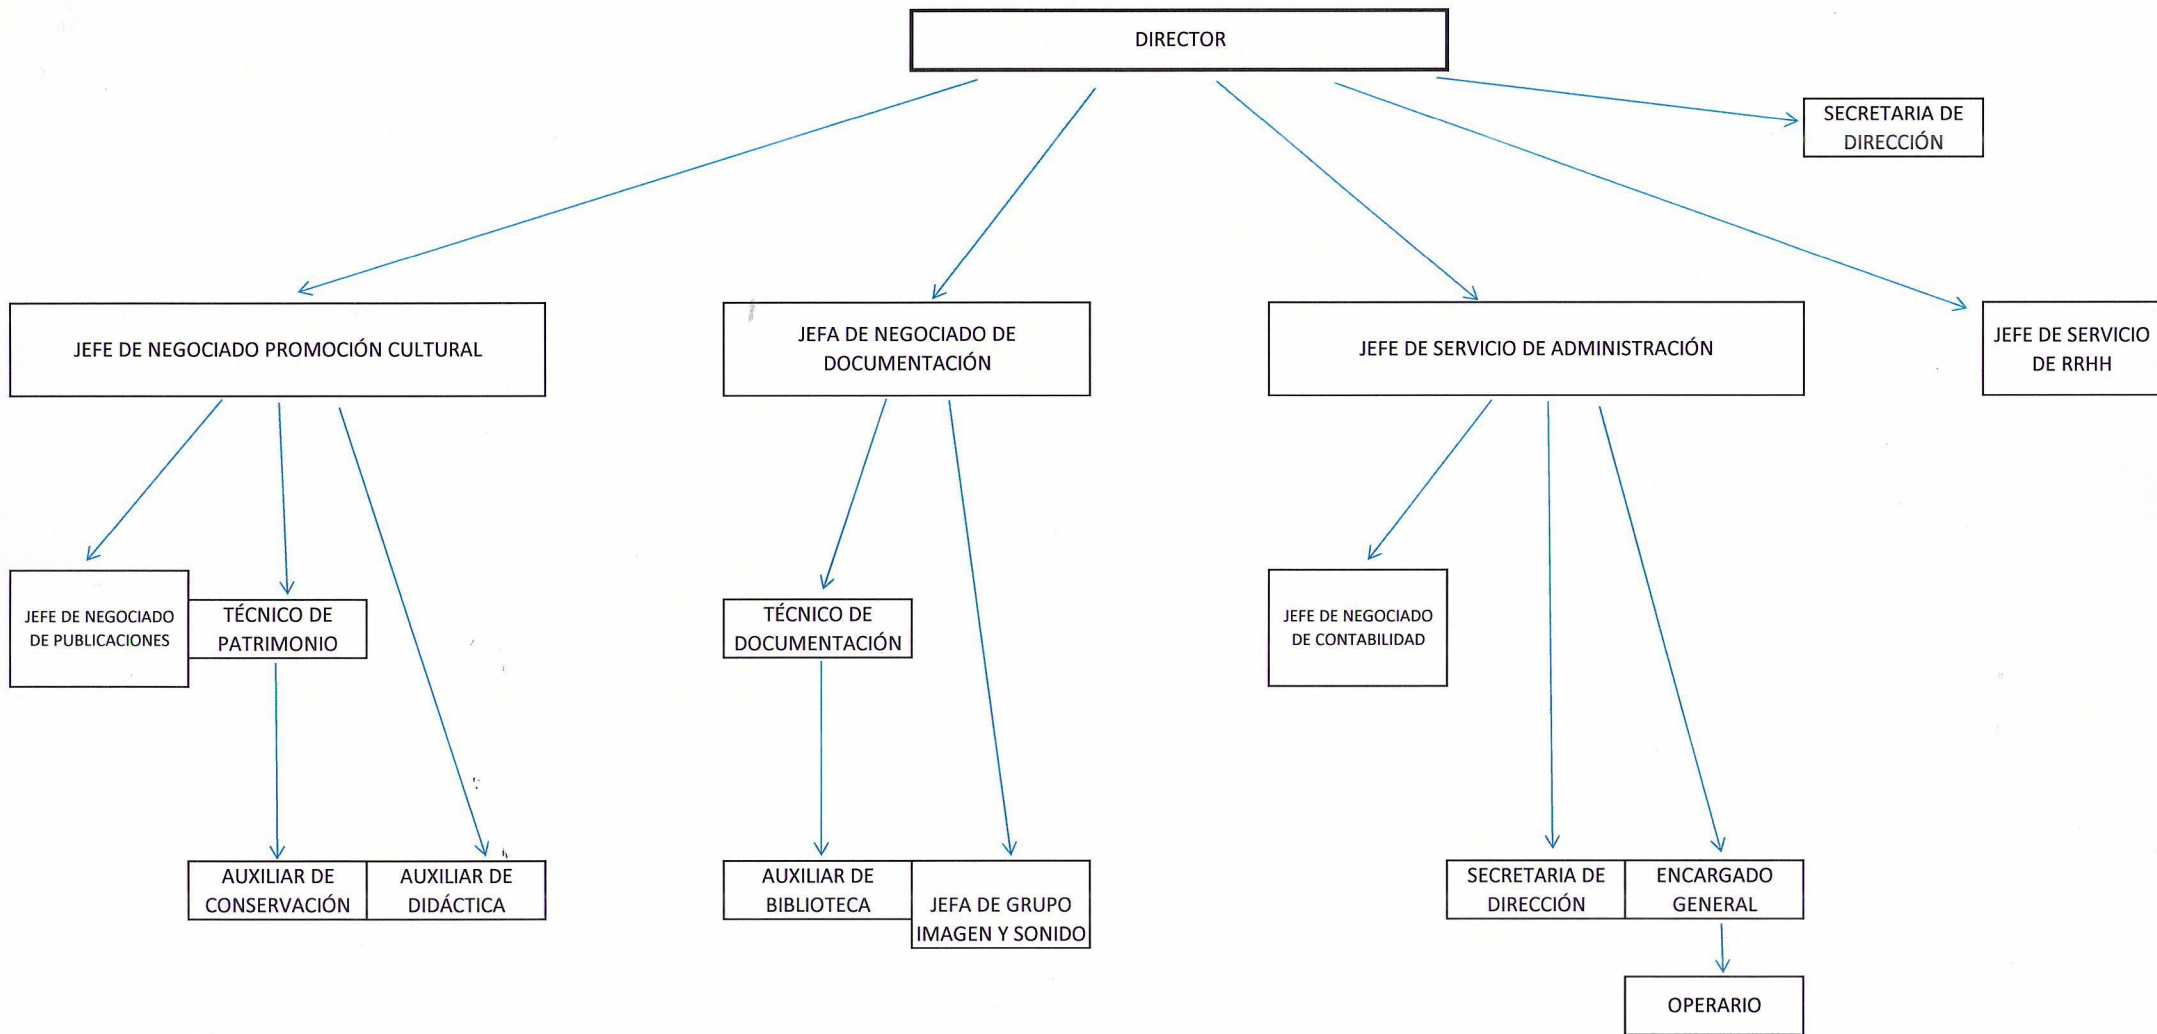 DIRECTOR
SECRETARIA DE
DIRECCIÓN
JEFE DE NEGOCIADO PROMOCIÓN CULTURAL
JEFA DE NEGOCIADO DE
DOCUMENTACIÓN
JEFE DE SERVICIO DE ADMINISTRACIÓN
JEFE DE SERVICIO
DE RRHH
JEFE DE NEGOCIADO
DE PUBLICACIONES
TÉCNICO DE
PATRIMONIO
TÉCNICO DE
DOCUMENTACIÓN
JEFE DE NEGOCIADO
DE CONTABILIDAD
AUXILIAR DE
CONSERVACIÓN
AUXILIAR DE
DIDÁCTICA
AUXILIAR DE
BIBLIOTECA
JEFA DE GRUPO
IMAGEN Y SONIDO
SECRETARIA DE
DIRECCIÓN
ENCARGADO
GENERAL
OPERARIO